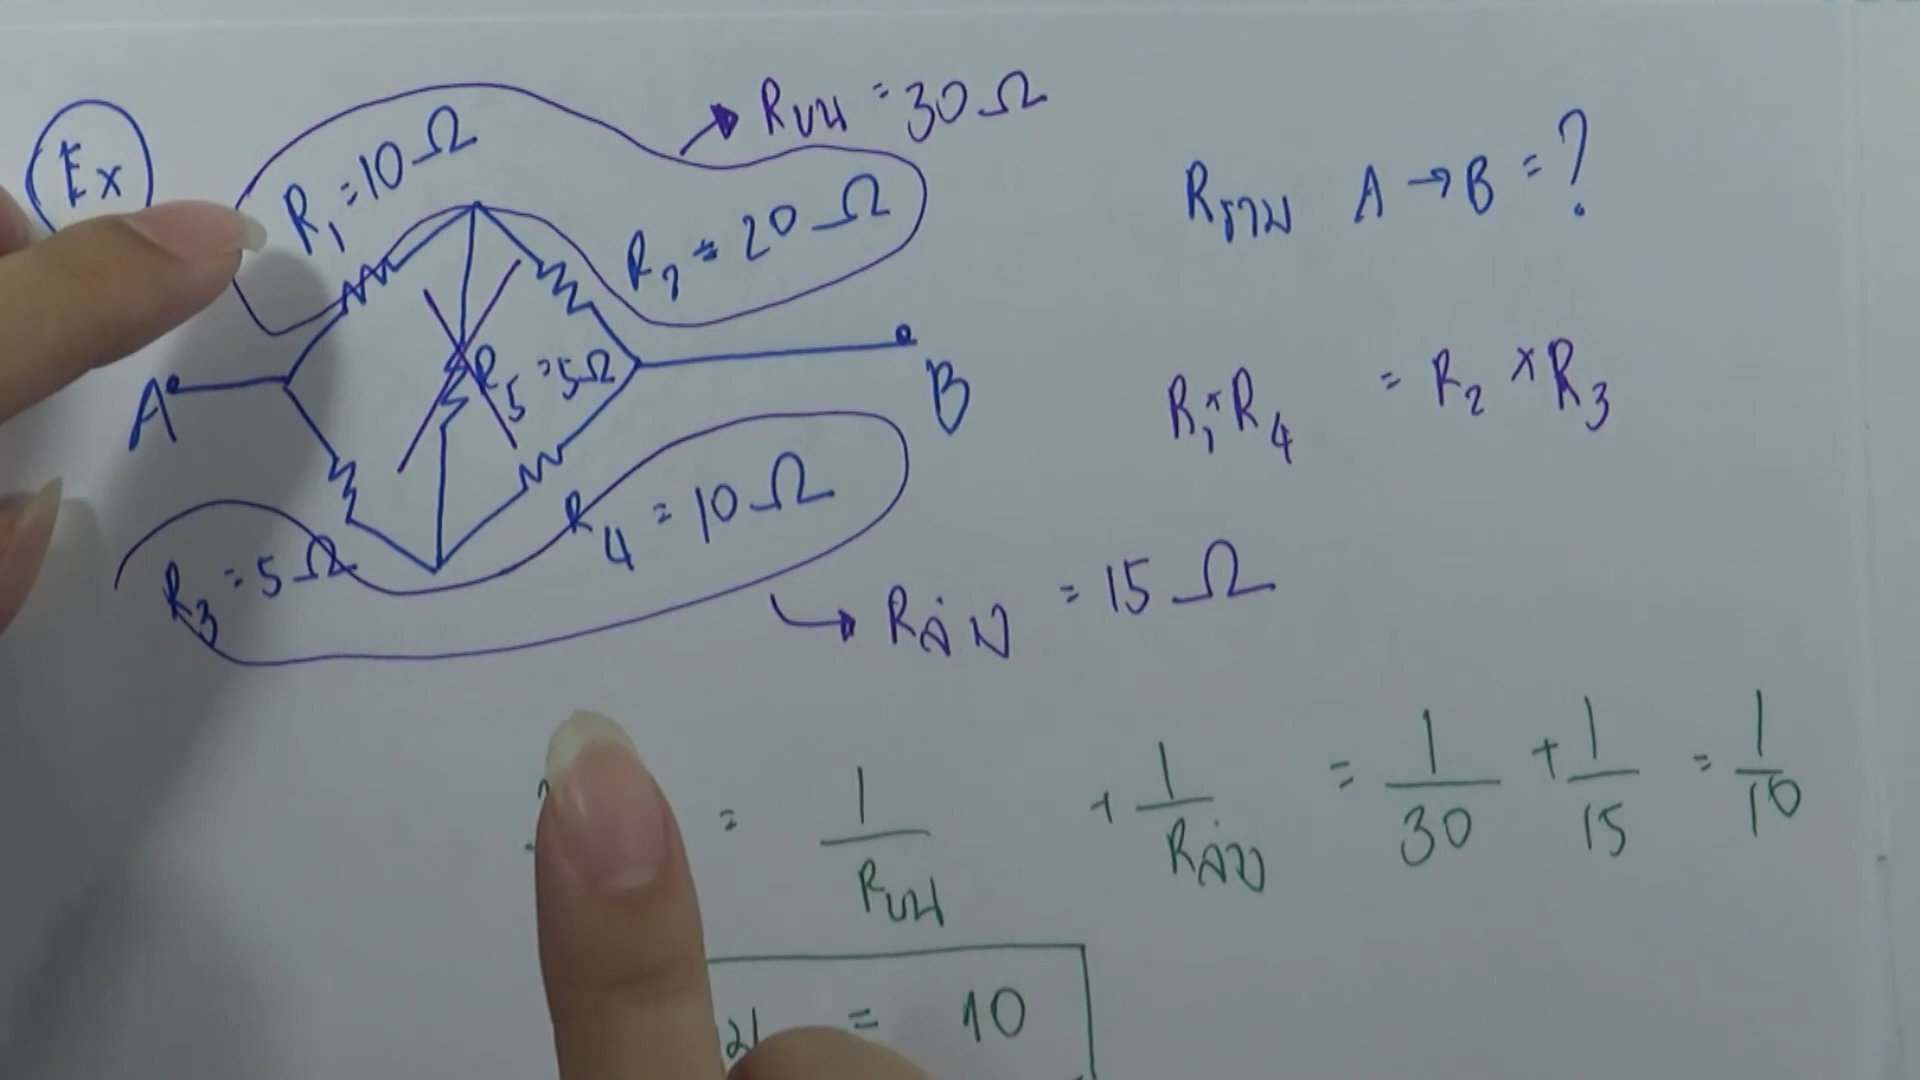 Ex
Rบน = 30 Ω
R1 = 10 Ω
R2 = 20 Ω
Rรวม A → B = ?
R5 = 5Ω
A
B
R1 × R4 = R2 × R3
R3 = 5 Ω
R4 = 10 Ω
Rล่าง = 15 Ω
= 1/Rบน + 1/Rล่าง = 1/30 + 1/15 = 1/10
= 10